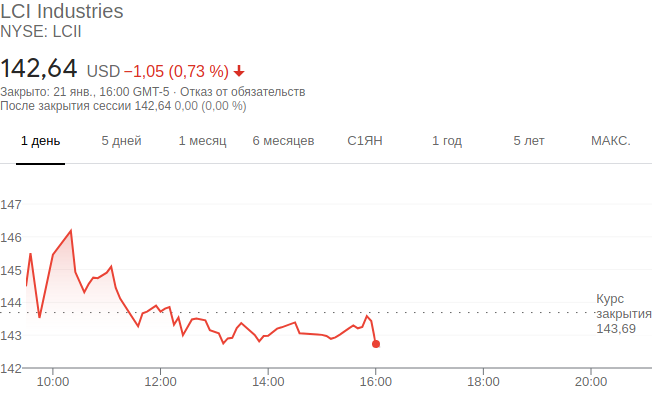 LCI Industries
NYSE: LCII
142,64 USD −1,05 (0,73 %)
Закрыто: 21 янв., 16:00 GMT-5 · Отказ от обязательств
После закрытия сессии 142,64 0,00 (0,00 %)
1 день 5 дней 1 месяц 6 месяцев С1ЯН 1 год 5 лет МАКС.
147
146
145
144
Курс
закрытия
143,69
143
142
10:00 12:00 14:00 16:00 18:00 20:00